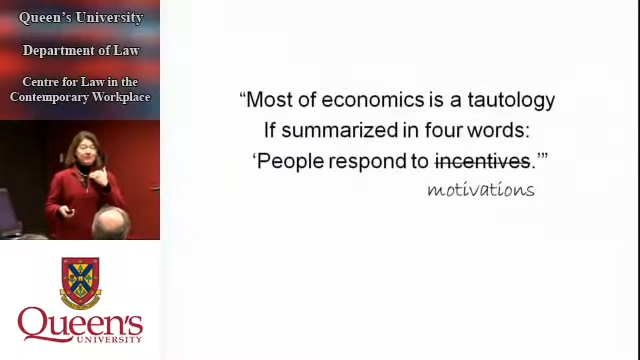 Queen's University
Department of Law
Centre for Law in the
Contemporary Workplace
“Most of economics is a tautology
If summarized in four words:
‘People respond to incentives.’”
motivations
Queen's
UNIVERSITY